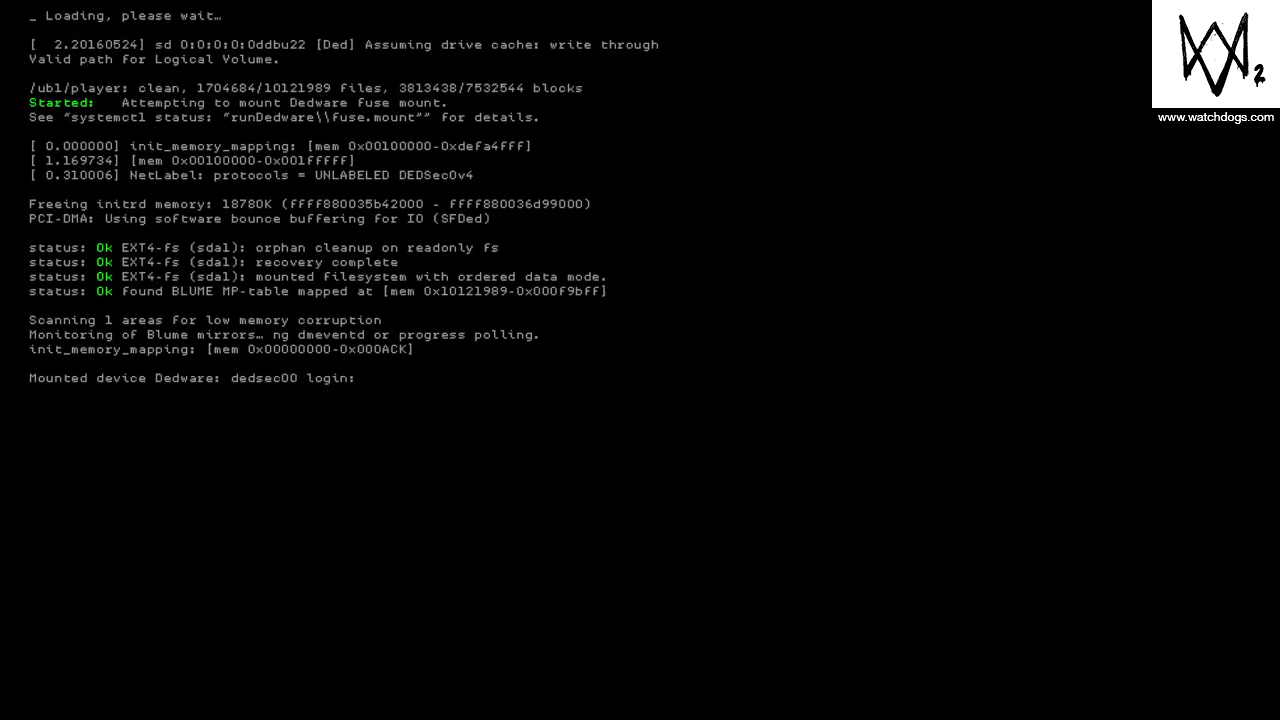 _ Loading, please wait…
[  2.20160524] sd 0:0:0:0:0ddbu22 [Ded] Assuming drive cache: write through
Valid path for Logical Volume.
/ubl/player: clean, 1704684/10121989 files, 3813438/7532544 blocks
Started:   Attempting to mount Dedware fuse mount.
See “systemctl status: “runDedware\\fuse.mount”” for details.
[ 0.000000] init_memory_mapping: [mem 0x00100000-0xdefa4fff]
[ 1.169734] [mem 0x00100000-0x001fffff]
[ 0.310006] NetLabel: protocols = UNLABELED DEDSec0v4
Freeing initrd memory: 18780K (ffff880035b42000 - ffff880036d99000)
PCI-DMA: Using software bounce buffering for IO (SFDed)
status: Ok EXT4-fs (sda1): orphan cleanup on readonly fs
status: Ok EXT4-fs (sda1): recovery complete
status: Ok EXT4-fs (sda1): mounted filesystem with ordered data mode.
status: Ok found BLUME MP-table mapped at [mem 0x10121989-0x000f9bff]
Scanning 1 areas for low memory corruption
Monitoring of Blume mirrors… ng dmeventd or progress polling.
init_memory_mapping: [mem 0x00000000-0x000ACK]
Mounted device Dedware: dedsec00 login:
2
www.watchdogs.com